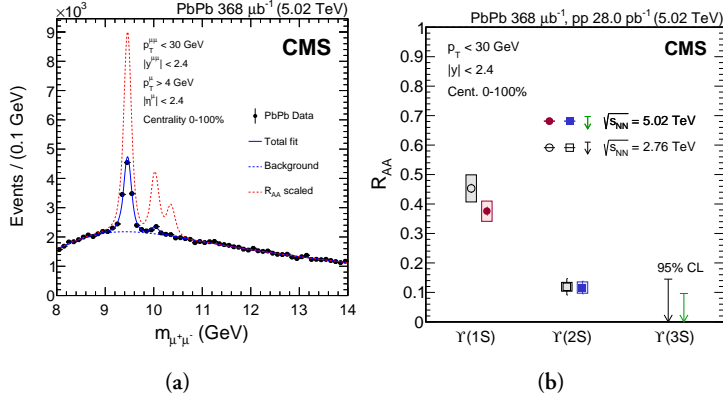 PbPb 368 μb⁻¹ (5.02 TeV)
×10³
p_T^μμ < 30 GeV
|y^μμ| < 2.4
p_T^μ > 4 GeV
|η^μ| < 2.4
Centrality 0-100%
CMS
PbPb Data
Total fit
Background
R_AA scaled
Events / (0.1 GeV)
9
8
7
6
5
4
3
2
1
0
8 9 10 11 12 13 14
m_μ⁺μ⁻ (GeV)
(a)
PbPb 368 μb⁻¹, pp 28.0 pb⁻¹ (5.02 TeV)
p_T < 30 GeV
|y| < 2.4
Cent. 0-100%
CMS
√s_NN = 5.02 TeV
√s_NN = 2.76 TeV
95% CL
R_AA
1
0.9
0.8
0.7
0.6
0.5
0.4
0.3
0.2
0.1
0
ϒ(1S) ϒ(2S) ϒ(3S)
(b)